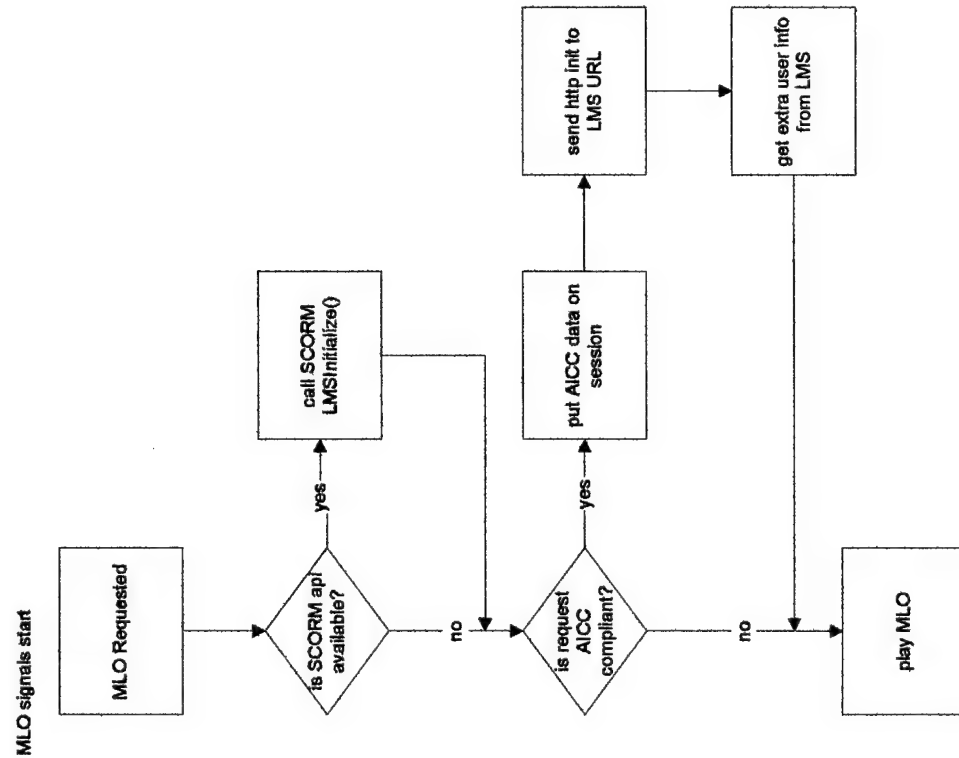 MLO signals start
MLO Requested
is SCORM api
available?
yes
call SCORM
LMSInitialize()
no
is request
AICC
compliant?
yes
put AICC data on
session
send http init to
LMS URL
get extra user info
from LMS
no
play MLO